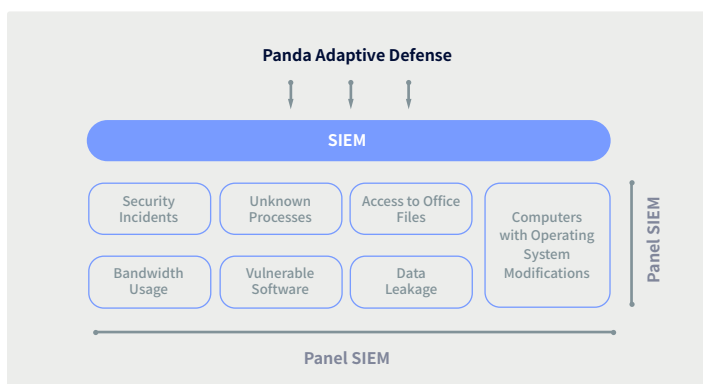 Panda Adaptive Defense
SIEM
Security
Incidents
Unknown
Processes
Access to Office
Files
Computers
with Operating
System
Modifications
Bandwidth
Usage
Vulnerable
Software
Data
Leakage
Panel SIEM
Panel SIEM